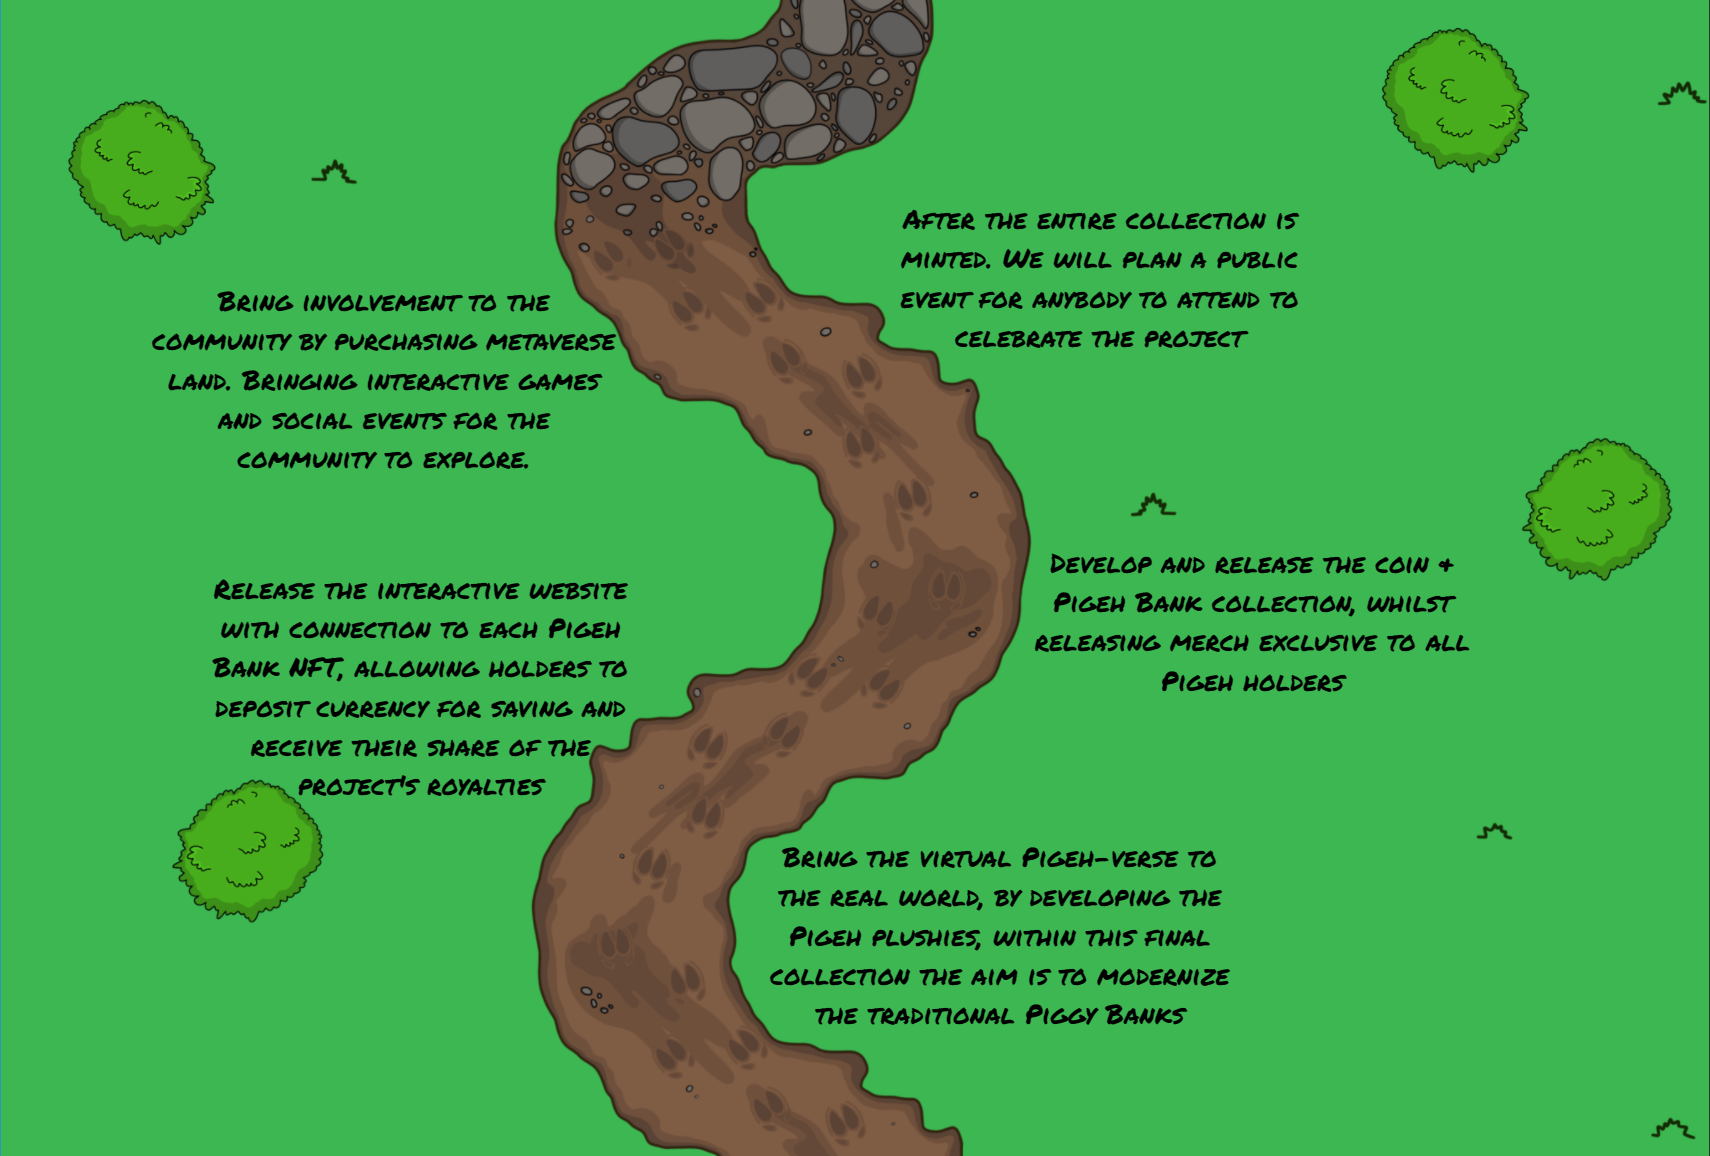 After the entire collection is
minted. We will plan a public
event for anybody to attend to
celebrate the project
Bring involvement to the
community by purchasing metaverse
land. Bringing interactive games
and social events for the
community to explore.
Develop and release the coin &
Pigeh Bank collection, whilst
releasing merch exclusive to all
Pigeh holders
Release the interactive website
with connection to each Pigeh
Bank NFT, allowing holders to
deposit currency for saving and
receive their share of the
project's royalties
Bring the virtual Pigeh-verse to
the real world, by developing the
Pigeh plushies, within this final
collection the aim is to modernize
the traditional Piggy Banks